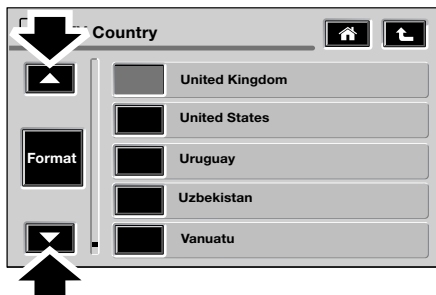 Country
United Kingdom
United States
Format
Uruguay
Uzbekistan
Vanuatu